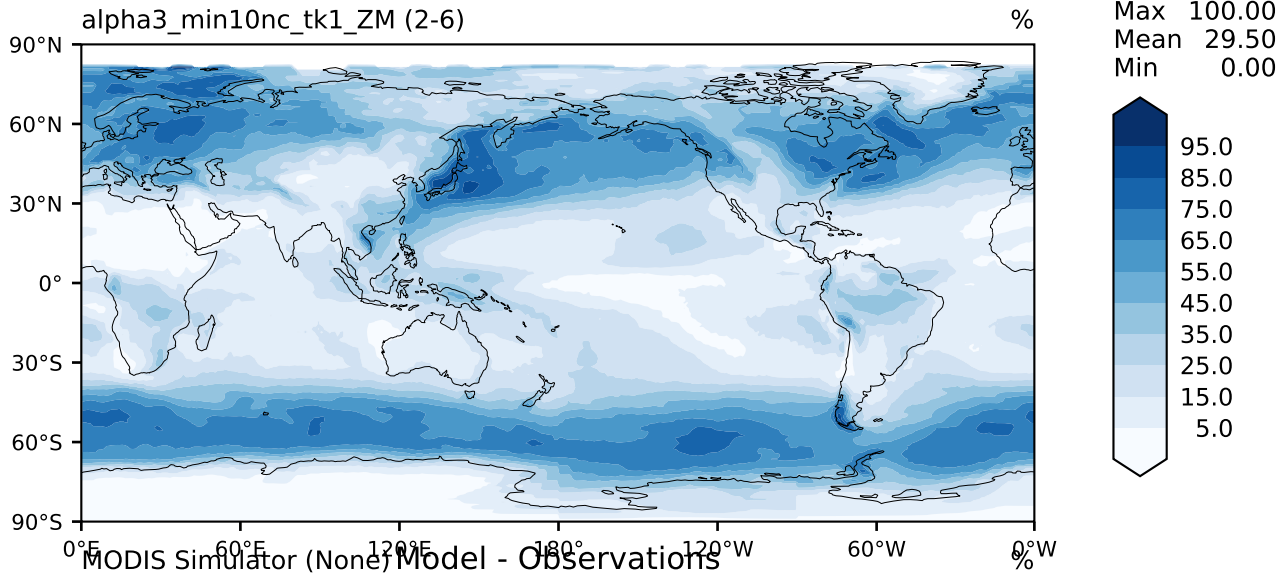 alpha3_min10nc_tk1_ZM (2-6) %
Max 100.00
Mean 29.50
Min 0.00
90°N
60°N
30°N
0°
30°S
60°S
90°S
95.0
85.0
75.0
65.0
55.0
45.0
35.0
25.0
15.0
5.0
0°E 60°E 120°E 180° 120°W 60°W 0°W
MODIS Simulator (None) Model - Observations %